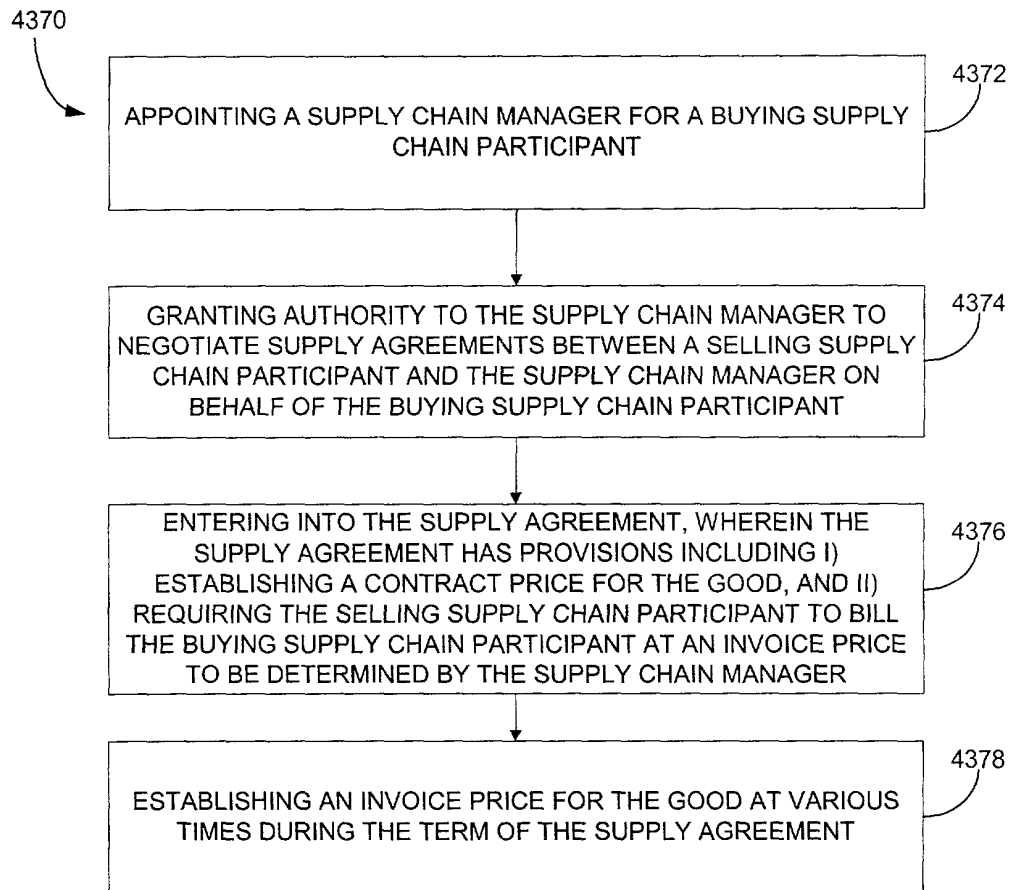 4370
4372
APPOINTING A SUPPLY CHAIN MANAGER FOR A BUYING SUPPLY
CHAIN PARTICIPANT
4374
GRANTING AUTHORITY TO THE SUPPLY CHAIN MANAGER TO
NEGOTIATE SUPPLY AGREEMENTS BETWEEN A SELLING SUPPLY
CHAIN PARTICIPANT AND THE SUPPLY CHAIN MANAGER ON
BEHALF OF THE BUYING SUPPLY CHAIN PARTICIPANT
4376
ENTERING INTO THE SUPPLY AGREEMENT, WHEREIN THE
SUPPLY AGREEMENT HAS PROVISIONS INCLUDING I)
ESTABLISHING A CONTRACT PRICE FOR THE GOOD, AND II)
REQUIRING THE SELLING SUPPLY CHAIN PARTICIPANT TO BILL
THE BUYING SUPPLY CHAIN PARTICIPANT AT AN INVOICE PRICE
TO BE DETERMINED BY THE SUPPLY CHAIN MANAGER
4378
ESTABLISHING AN INVOICE PRICE FOR THE GOOD AT VARIOUS
TIMES DURING THE TERM OF THE SUPPLY AGREEMENT